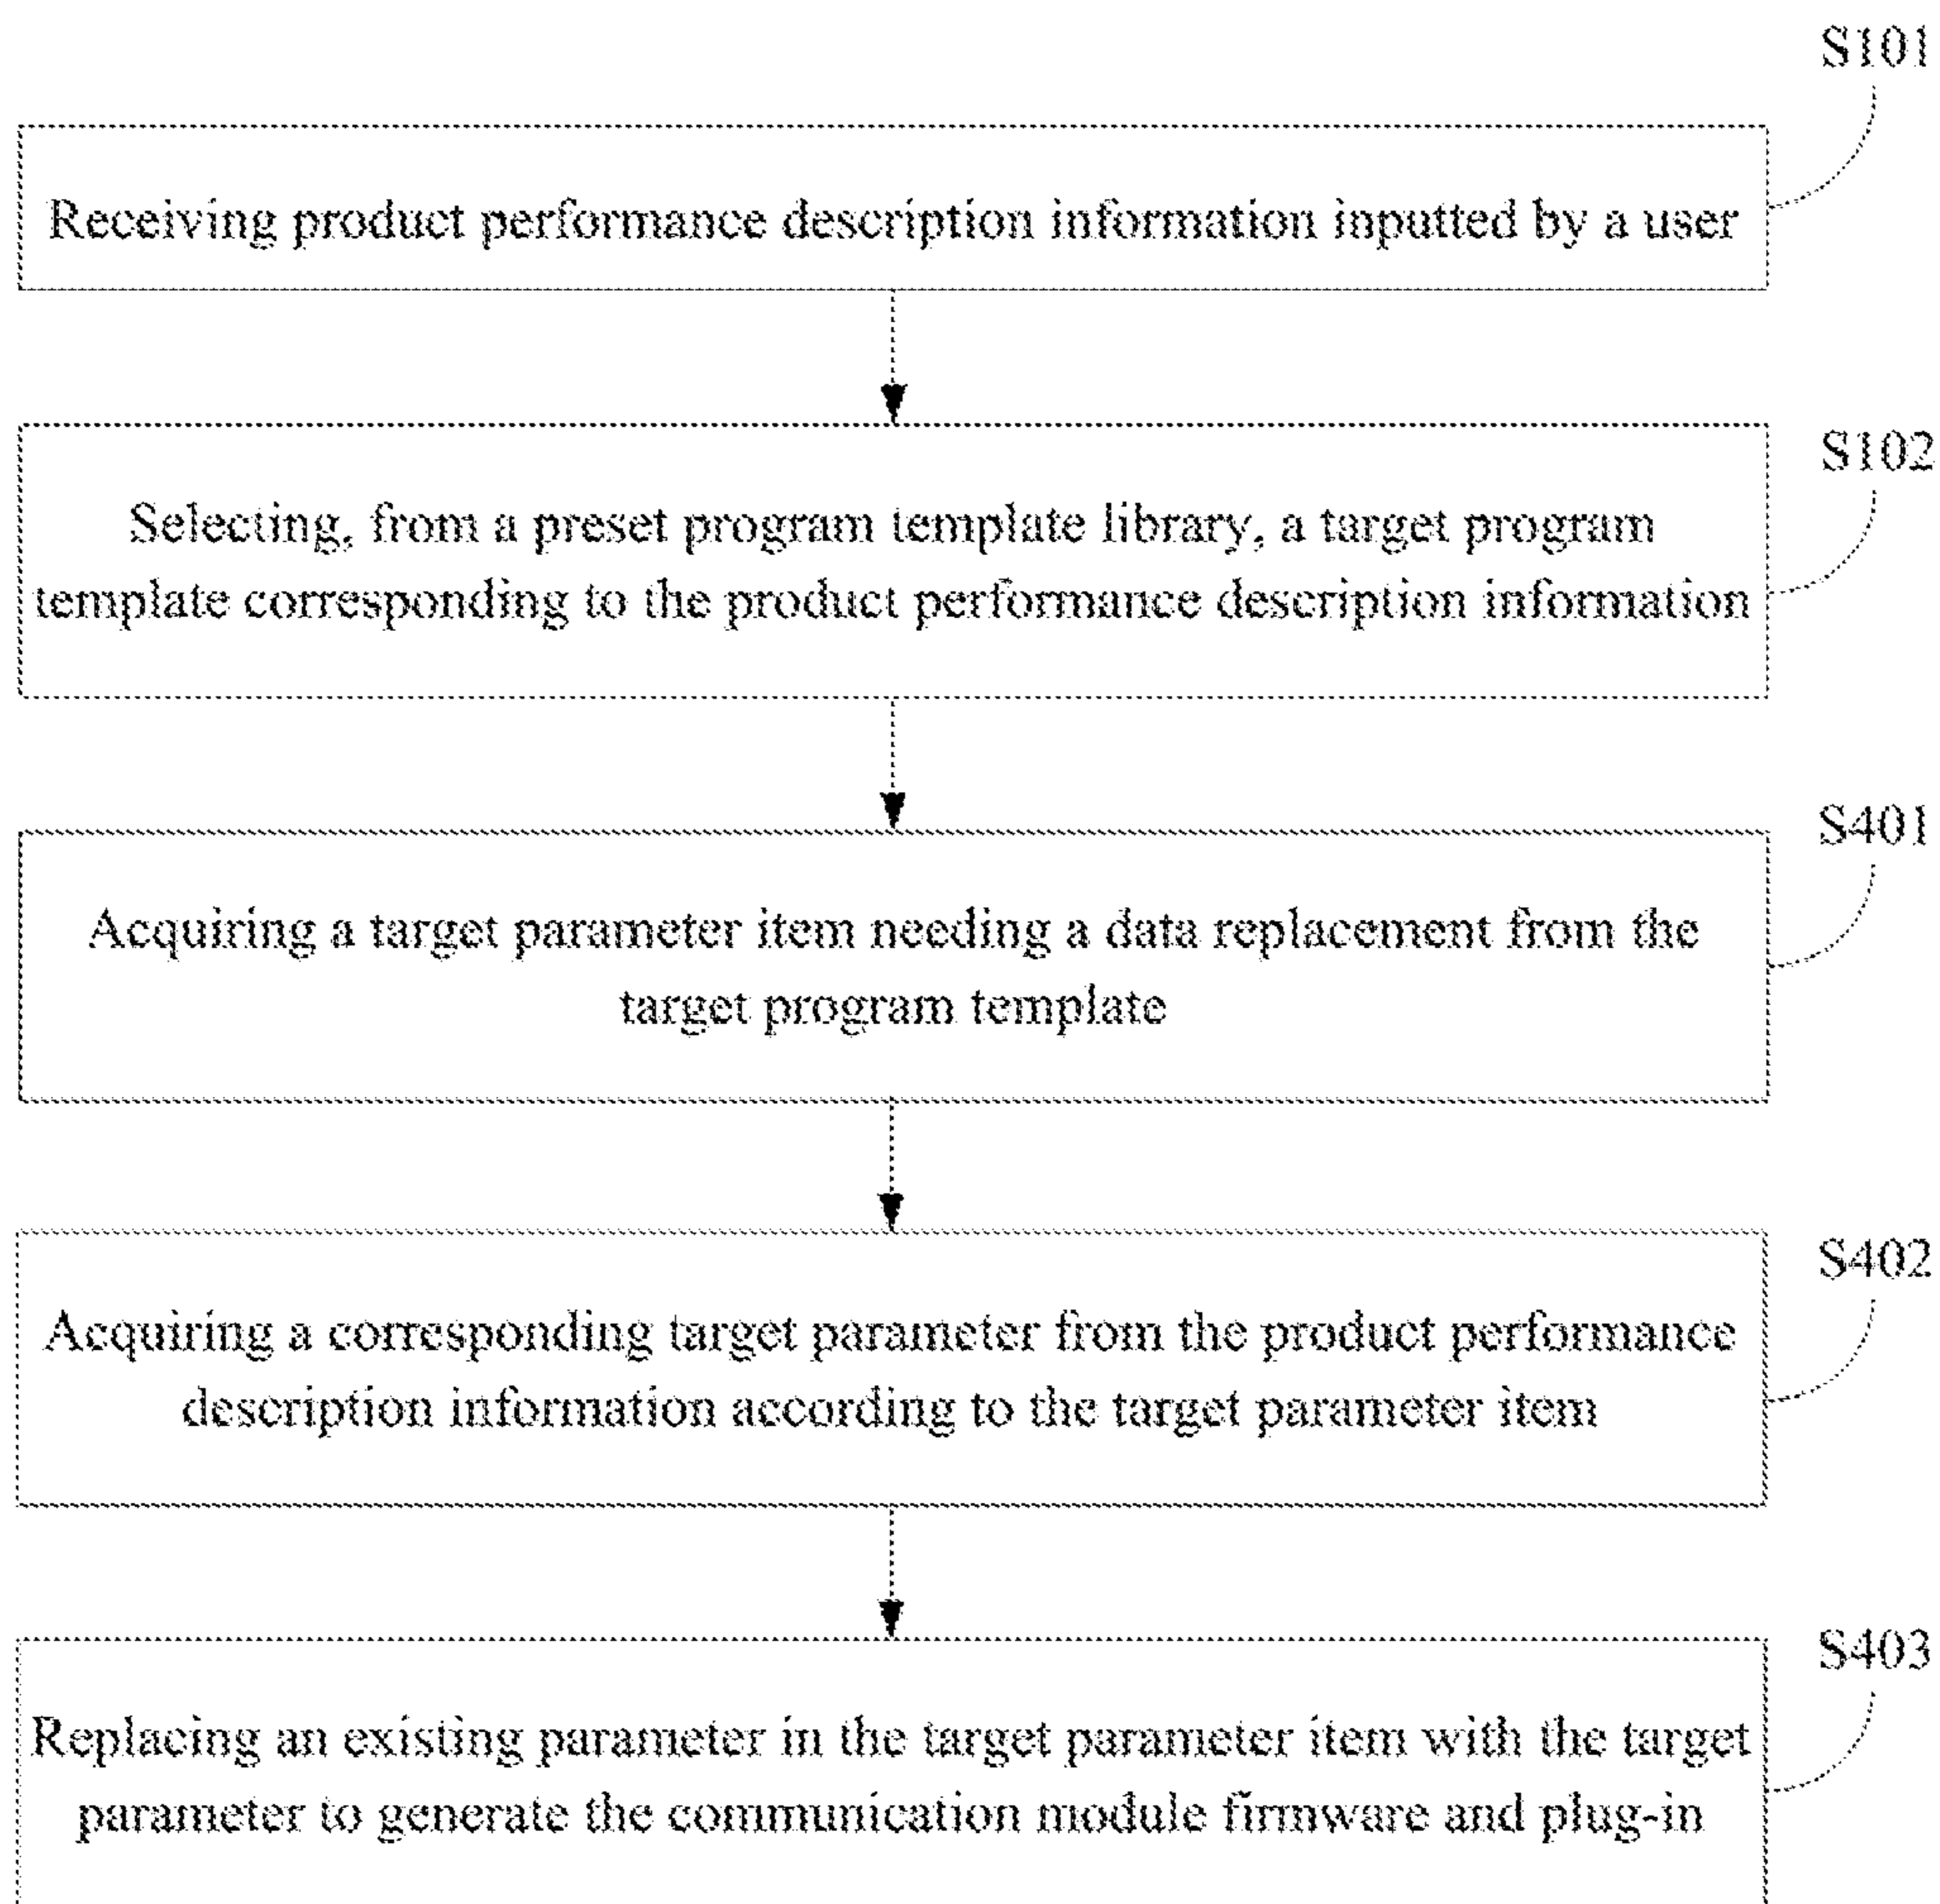 S101
Receiving product performance description information inputted by a user
S102
Selecting, from a preset program template library, a target program
template corresponding to the product performance description information
S401
Acquiring a target parameter item needing a data replacement from the
target program template
S402
Acquiring a corresponding target parameter from the product performance
description information according to the target parameter item
S403
Replacing an existing parameter in the target parameter item with the target
parameter to generate the communication module firmware and plug-in